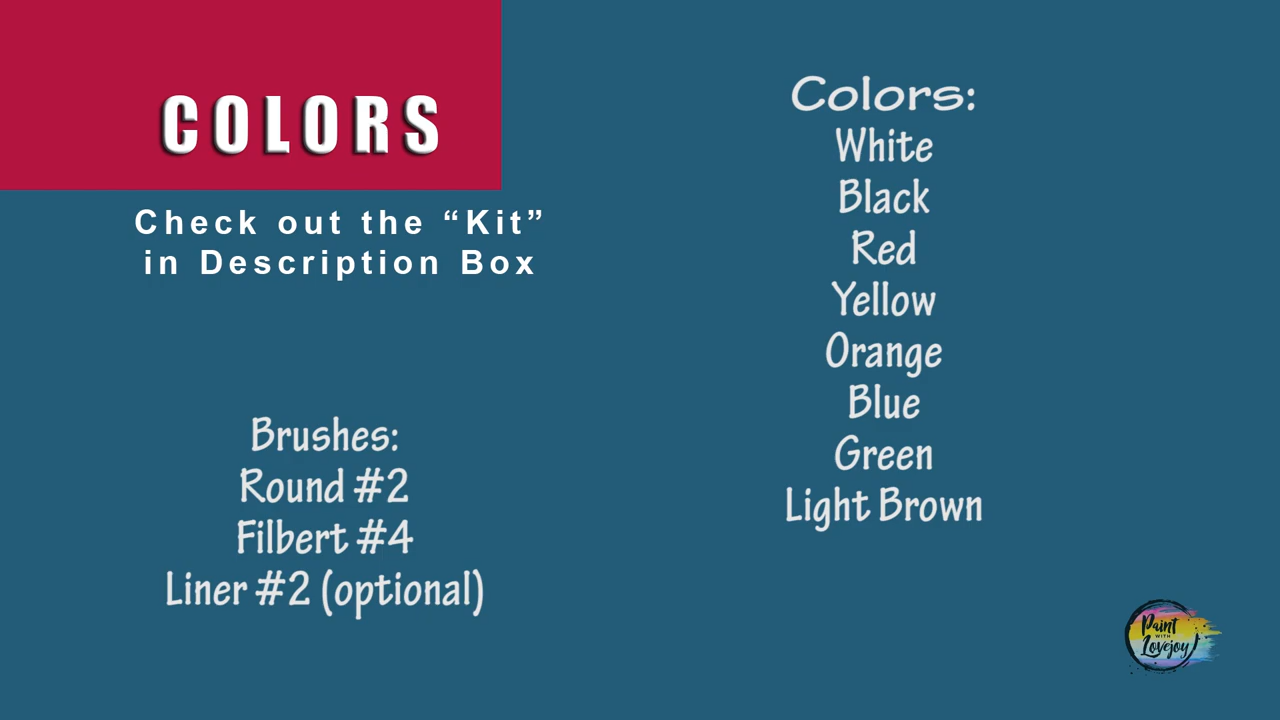 COLORS
Check out the “Kit”
in Description Box
Brushes:
Round #2
Filbert #4
Liner #2 (optional)
Colors:
White
Black
Red
Yellow
Orange
Blue
Green
Light Brown
Paint
WITH
Lovejoy